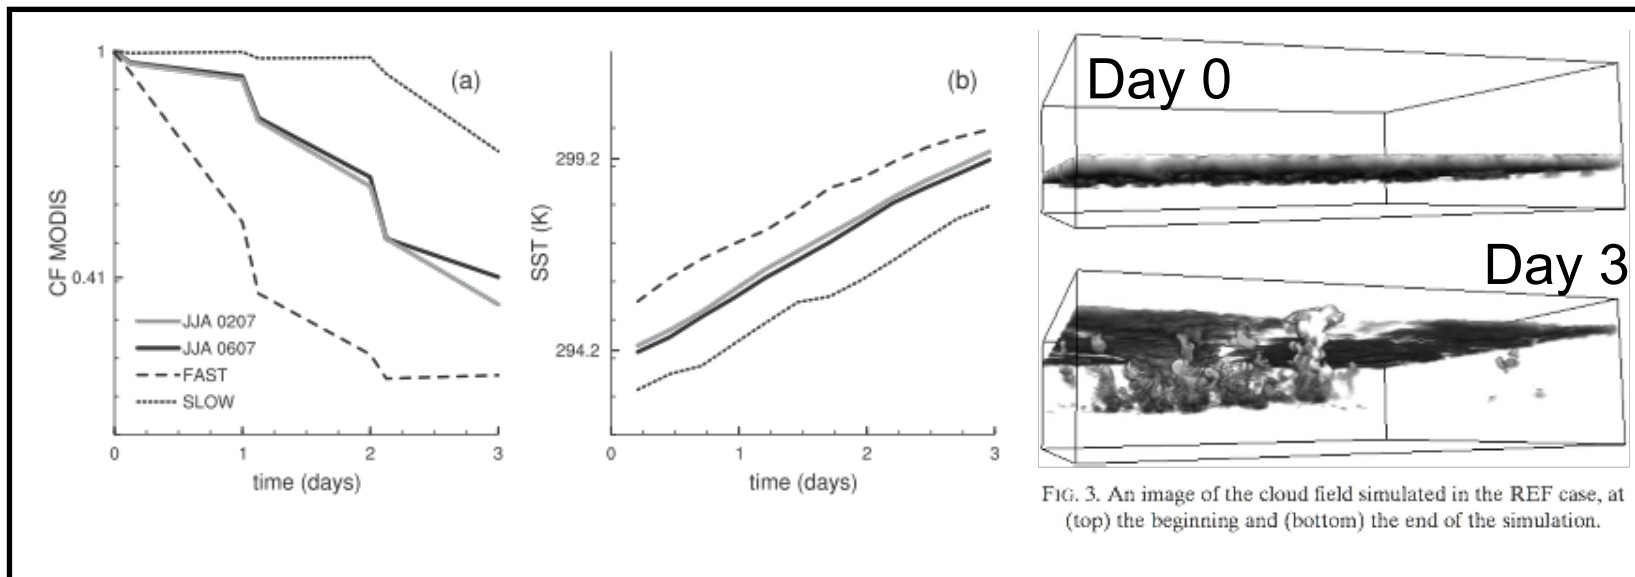 1
(a)
CF MODIS
0.41
JJA 0207
JJA 0607
FAST
SLOW
0
1
2
3
time (days)
(b)
299.2
SST (K)
294.2
0
1
2
3
time (days)
Day 0
Day 3
FIG. 3. An image of the cloud field simulated in the REF case, at
(top) the beginning and (bottom) the end of the simulation.